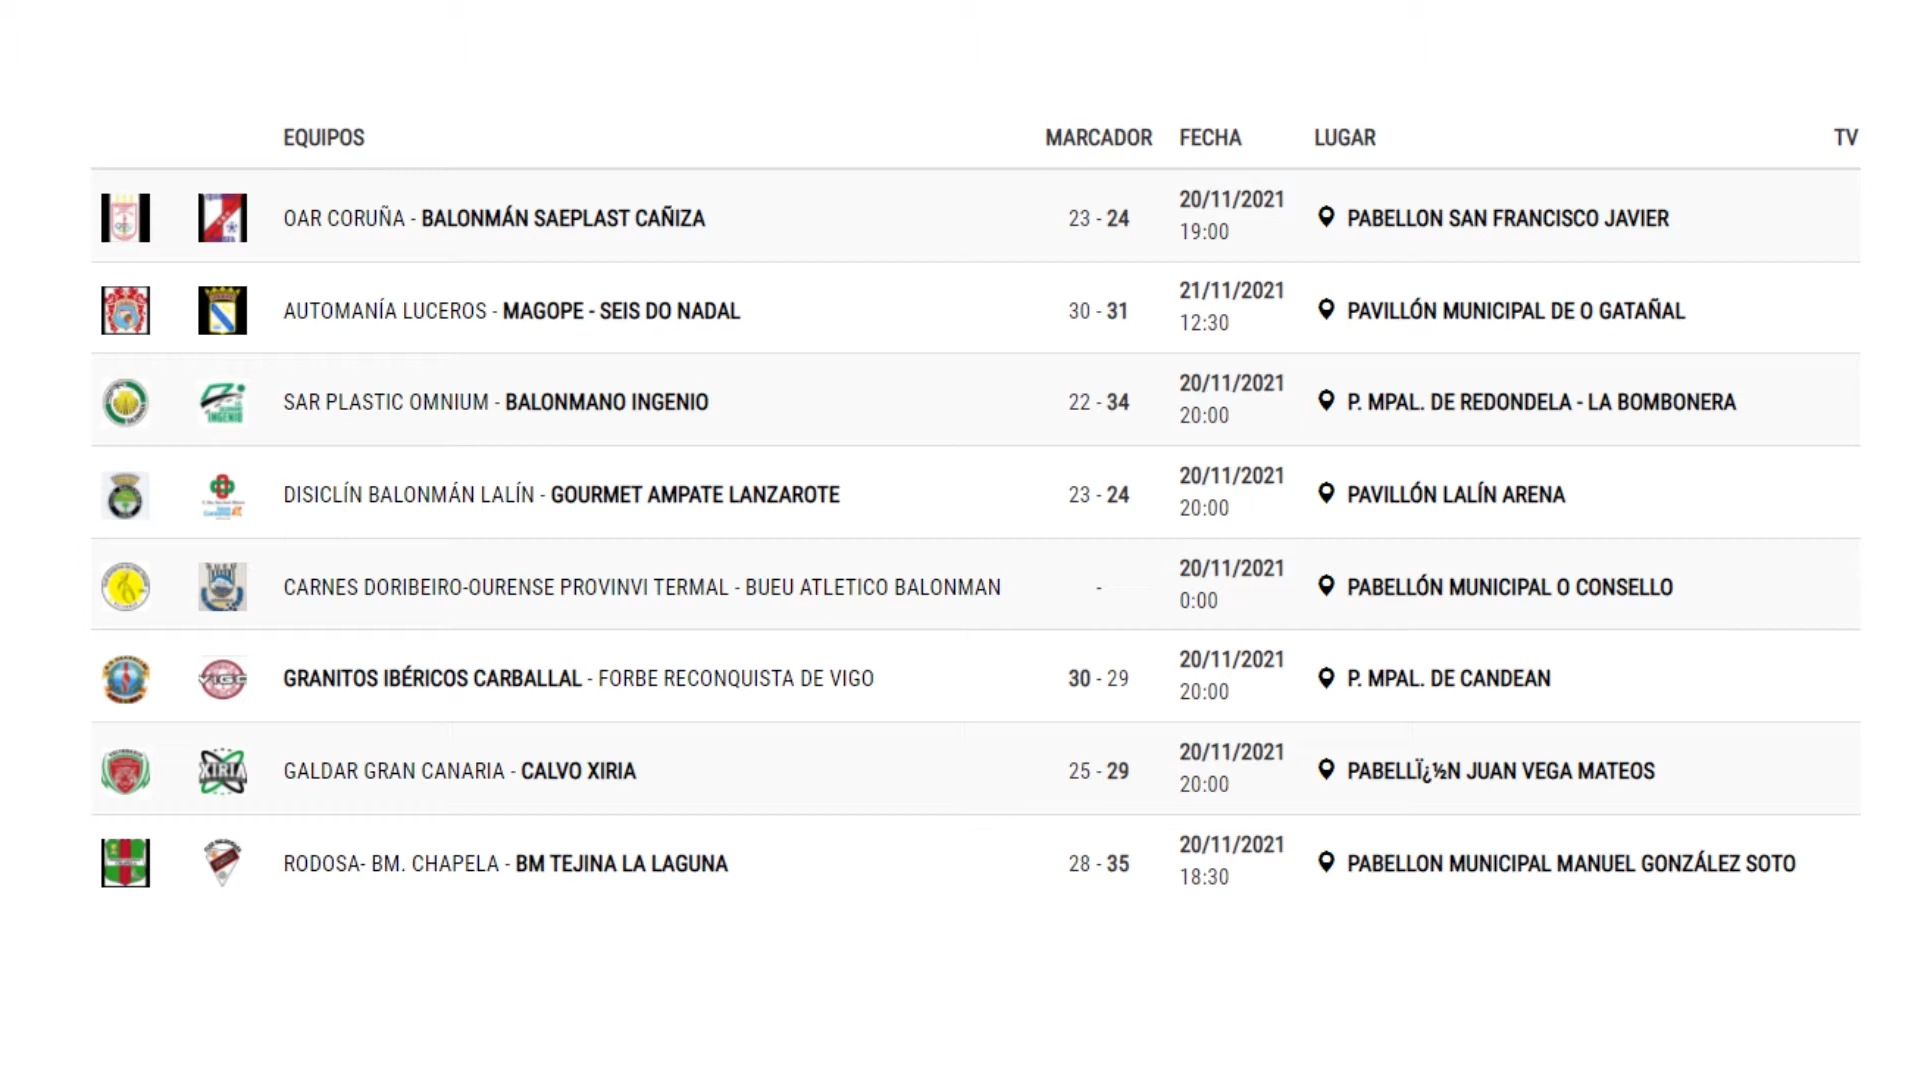 EQUIPOS MARCADOR FECHA LUGAR TV
OAR CORUÑA - BALONMÁN SAEPLAST CAÑIZA 23 - 24 20/11/2021 19:00 PABELLON SAN FRANCISCO JAVIER
AUTOMANÍA LUCEROS - MAGOPE - SEIS DO NADAL 30 - 31 21/11/2021 12:30 PAVILLÓN MUNICIPAL DE O GATAÑAL
SAR PLASTIC OMNIUM - BALONMANO INGENIO 22 - 34 20/11/2021 20:00 P. MPAL. DE REDONDELA - LA BOMBONERA
DISICLÍN BALONMÁN LALÍN - GOURMET AMPATE LANZAROTE 23 - 24 20/11/2021 20:00 PAVILLÓN LALÍN ARENA
CARNES DORIBEIRO-OURENSE PROVINVI TERMAL - BUEU ATLETICO BALONMAN - 20/11/2021 0:00 PABELLÓN MUNICIPAL O CONSELLO
GRANITOS IBÉRICOS CARBALLAL - FORBE RECONQUISTA DE VIGO 30 - 29 20/11/2021 20:00 P. MPAL. DE CANDEAN
XIRIA GALDAR GRAN CANARIA - CALVO XIRIA 25 - 29 20/11/2021 20:00 PABELLÏ¿½N JUAN VEGA MATEOS
RODOSA- BM. CHAPELA - BM TEJINA LA LAGUNA 28 - 35 20/11/2021 18:30 PABELLON MUNICIPAL MANUEL GONZÁLEZ SOTO